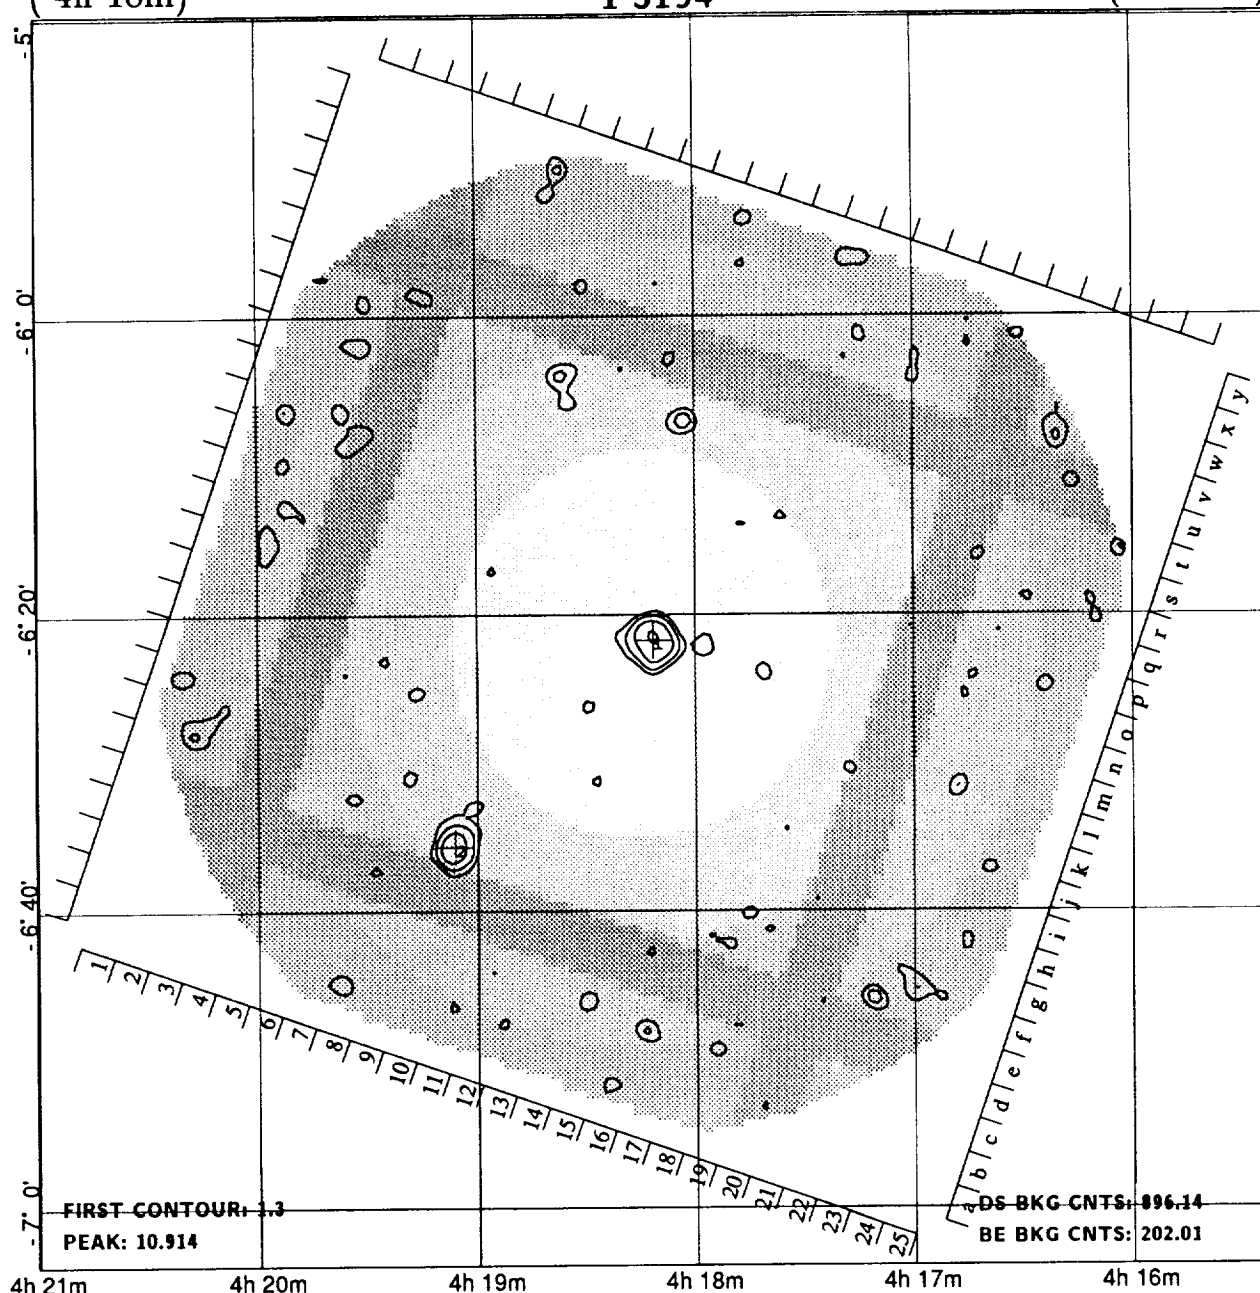 -5°
-6° 0'
-6° 20'
-6° 40'
-7° 0'
a b c d e f g h i j k l m n o p q r s t u v w x y
1 2 3 4 5 6 7 8 9 10 11 12 13 14 15 16 17 18 19 20 21 22 23 24 25
FIRST CONTOUR: 1.3
PEAK: 10.914
DS BKG CNTS: 896.14
BE BKG CNTS: 202.01
4h 21m 4h 20m 4h 19m 4h 18m 4h 17m 4h 16m